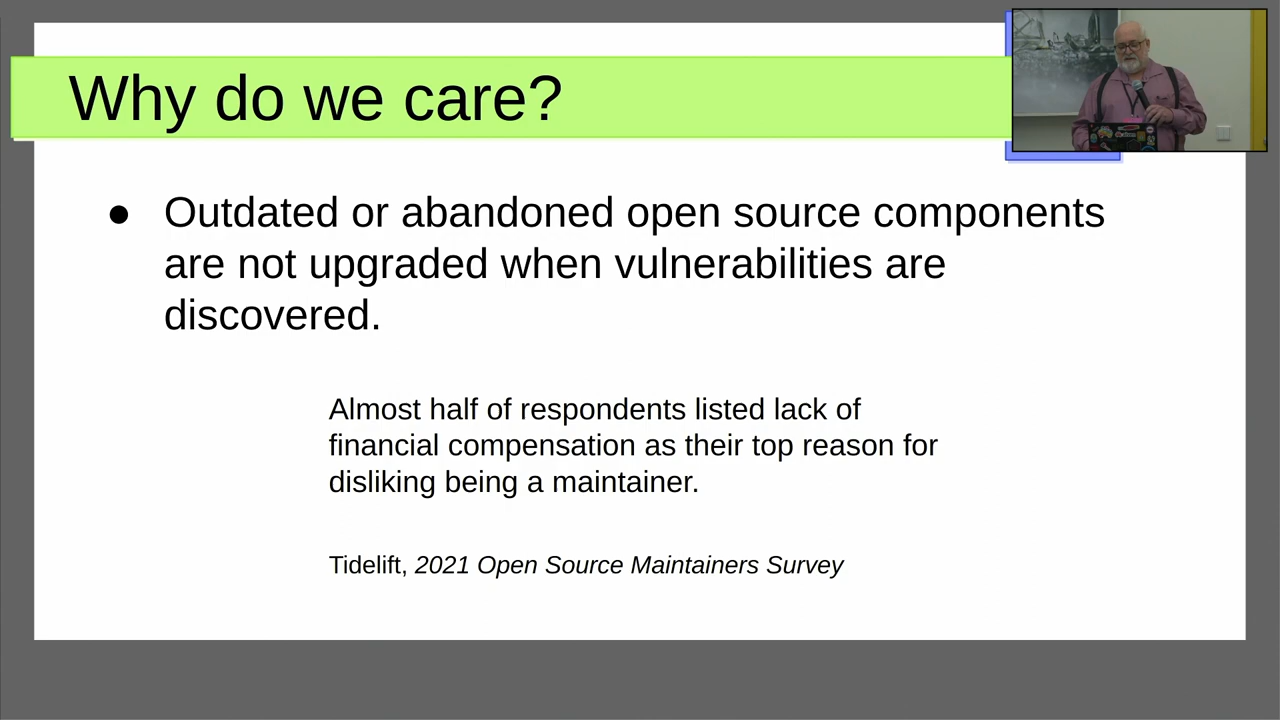 Why do we care?
● Outdated or abandoned open source components
are not upgraded when vulnerabilities are
discovered.
Almost half of respondents listed lack of
financial compensation as their top reason for
disliking being a maintainer.
Tidelift, 2021 Open Source Maintainers Survey